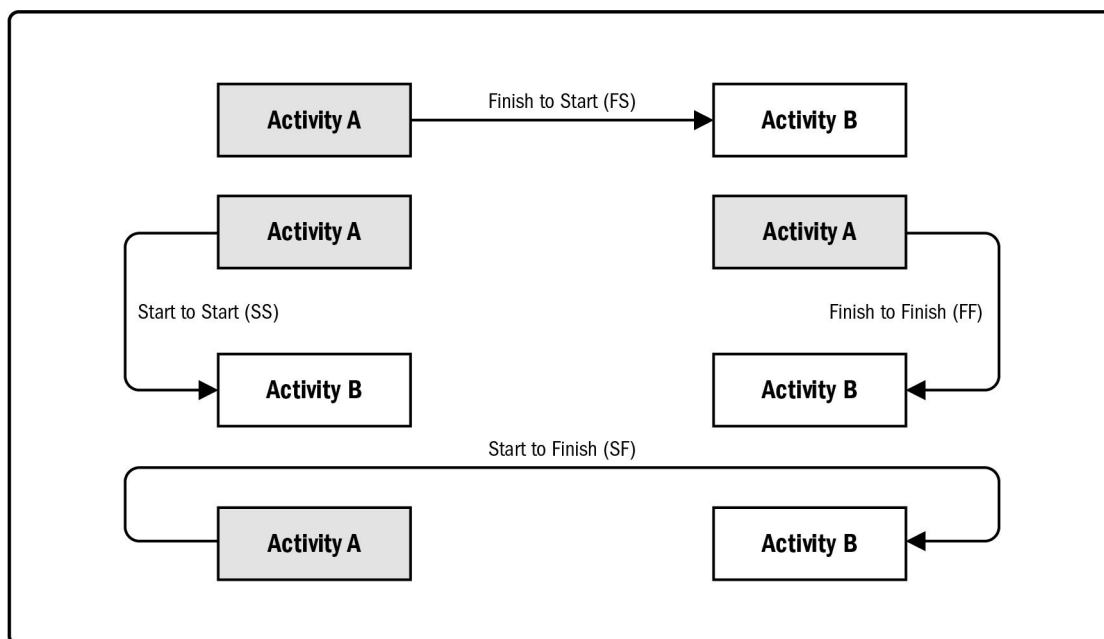 Finish to Start (FS)
Activity A
Activity B
Activity A
Activity A
Start to Start (SS)
Finish to Finish (FF)
Activity B
Activity B
Start to Finish (SF)
Activity A
Activity B